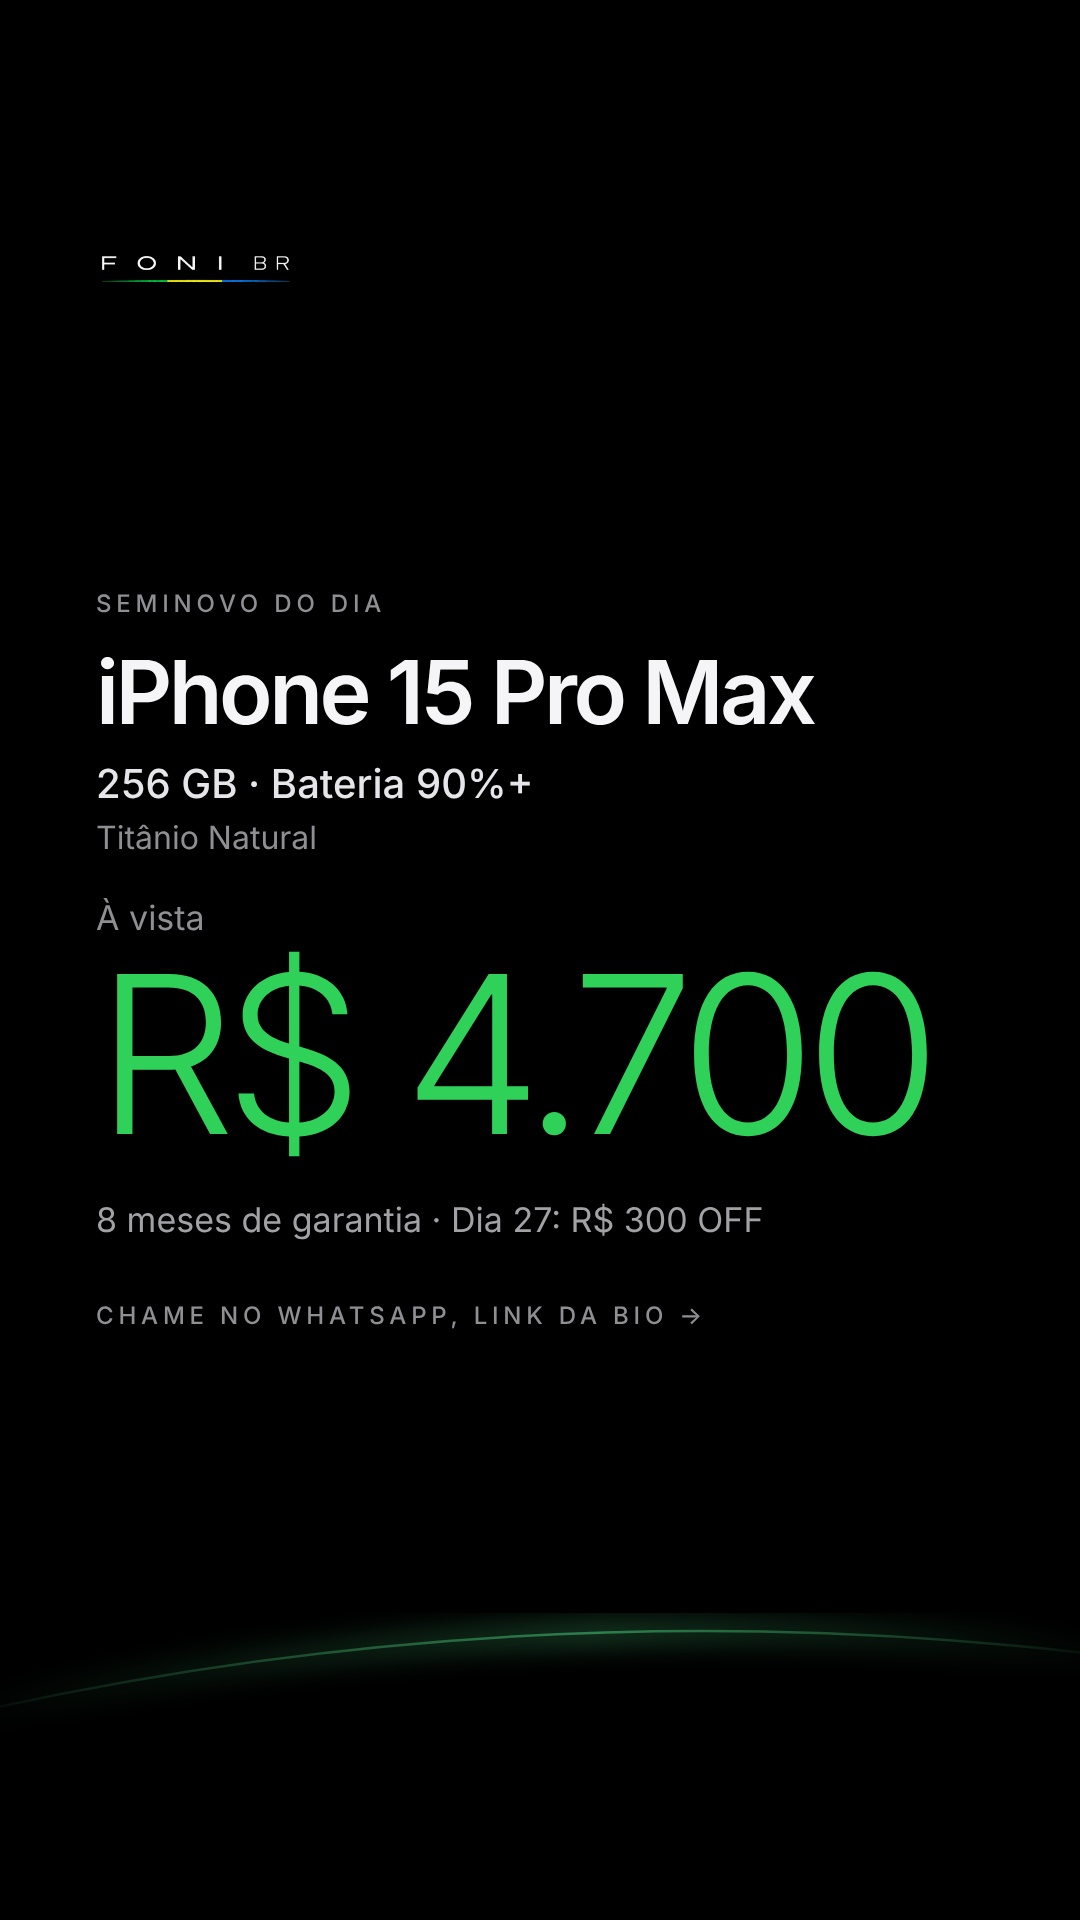 FONI BR
SEMINOVO DO DIA
iPhone 15 Pro Max
256 GB · Bateria 90%+
Titânio Natural
À vista
R$ 4.700
8 meses de garantia · Dia 27: R$ 300 OFF
CHAME NO WHATSAPP, LINK DA BIO →